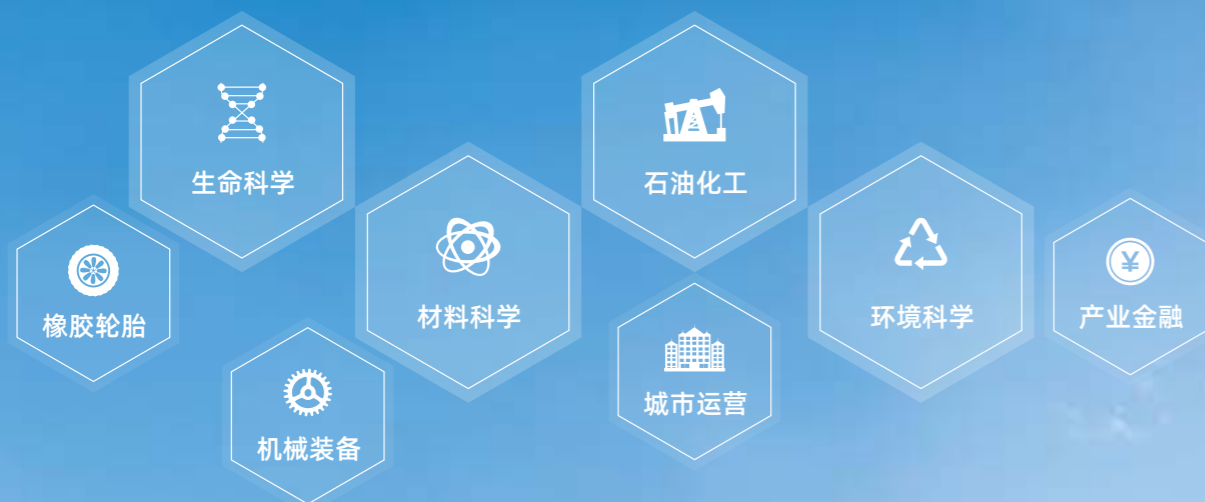 生命科学
石油化工
材料科学
环境科学
橡胶轮胎
产业金融
城市运营
机械装备
¥